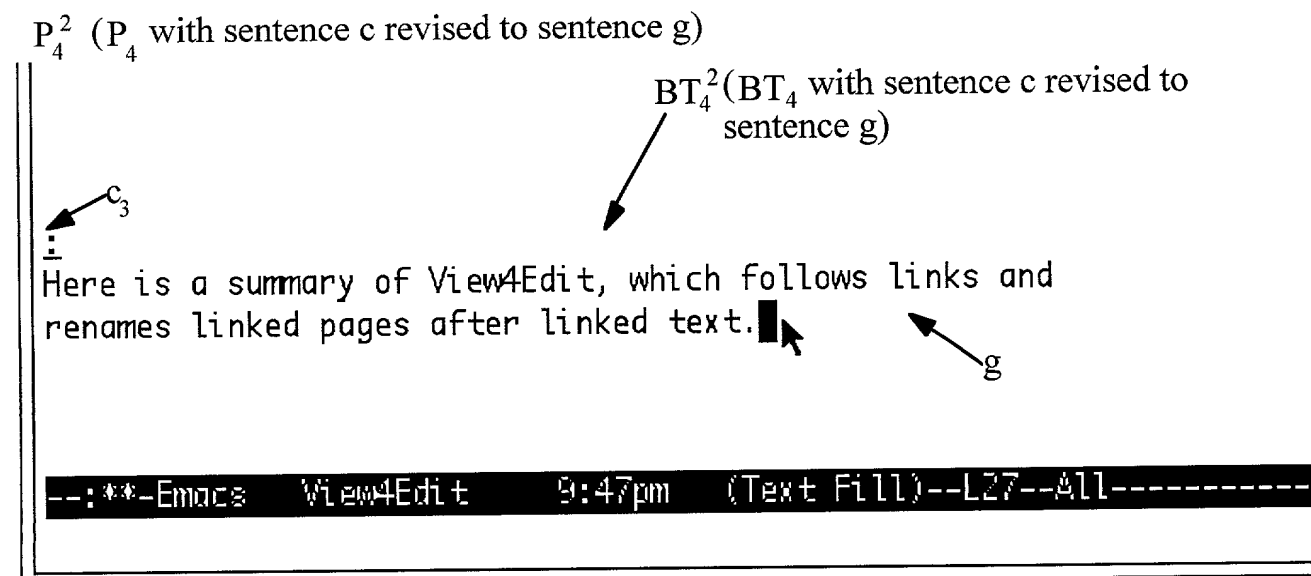 P₄² (P₄ with sentence c revised to sentence g)
BT₄²(BT₄ with sentence c revised to
sentence g)
c₃
:
Here is a summary of View4Edit, which follows links and
renames linked pages after linked text.
g
--:**-Emacs View4Edit 9:47pm (Text Fill)--L27--All-----------